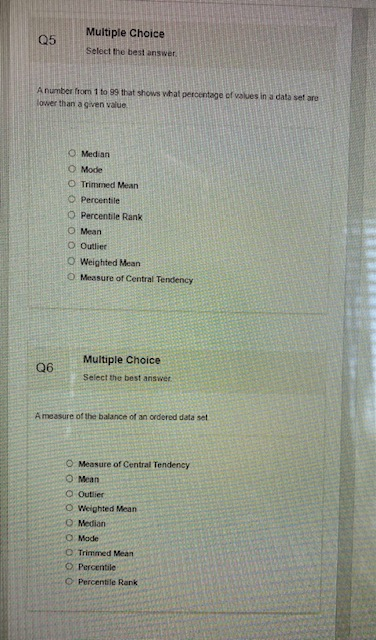 Q5
Multiple Choice
Select the best answer.
A number from 1 to 99 that shows what percentage of values in a data set are
lower than a given value.
Median
Mode
Trimmed Mean
Percentile
Percentile Rank
Mean
Outlier
Weighted Mean
Measure of Central Tendency
Q6
Multiple Choice
Select the best answer.
A measure of the balance of an ordered data set.
Measure of Central Tendency
Mean
Outlier
Weighted Mean
Median
Mode
Trimmed Mean
Percentile
Percentile Rank